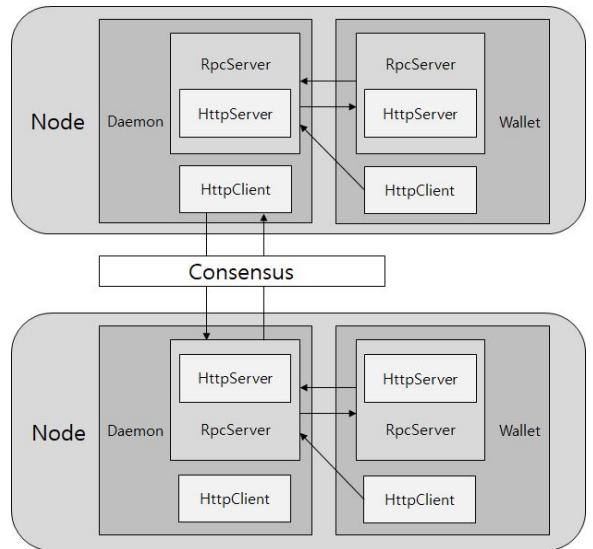 Node
Daemon
RpcServer
HttpServer
HttpClient
RpcServer
HttpServer
HttpClient
Wallet
Consensus
Node
Daemon
HttpServer
RpcServer
HttpClient
HttpServer
RpcServer
HttpClient
Wallet